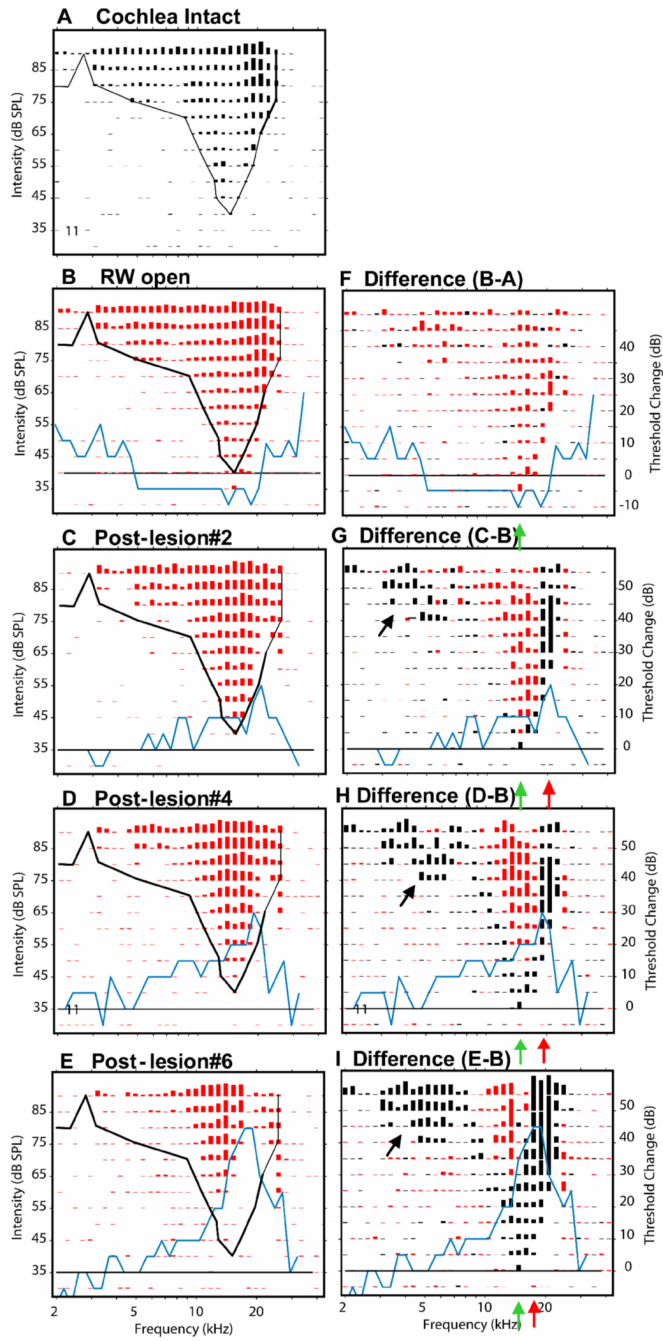 A Cochlea Intact
Intensity (dB SPL)
85
75
65
55
45
35
11
B RW open
Intensity (dB SPL)
85
75
65
55
45
35
F Difference (B-A)
40
30
20
10
0
-10
Threshold Change (dB)
C Post-lesion#2
Intensity (dB SPL)
85
75
65
55
45
35
G Difference (C-B)
50
40
30
20
10
0
Threshold Change (dB)
D Post-lesion#4
Intensity (dB SPL)
85
75
65
55
45
35
11
H Difference (D-B)
50
40
30
20
10
0
11
Threshold Change (dB)
E Post-lesion#6
Intensity (dB SPL)
85
75
65
55
45
35
2 5 10 20
Frequency (kHz)
I Difference (E-B)
50
40
30
20
10
0
Threshold Change (dB)
2 5 10 20
Frequency (kHz)